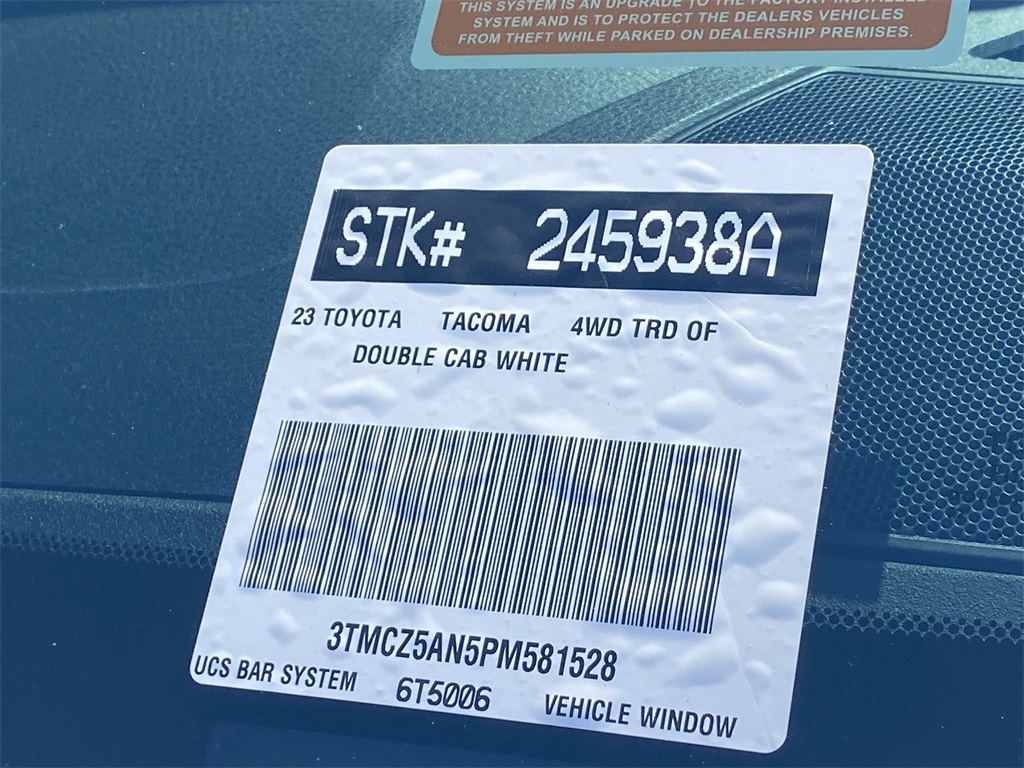 THIS SYSTEM IS AN UPGRADE TO THE FACTORY INSTALLED
SYSTEM AND IS TO PROTECT THE DEALERS VEHICLES
FROM THEFT WHILE PARKED ON DEALERSHIP PREMISES.
STK# 245938A
23 TOYOTA TACOMA 4WD TRD OF
DOUBLE CAB WHITE
3TMCZ5AN5PM581528
UCS BAR SYSTEM 6T5006 VEHICLE WINDOW